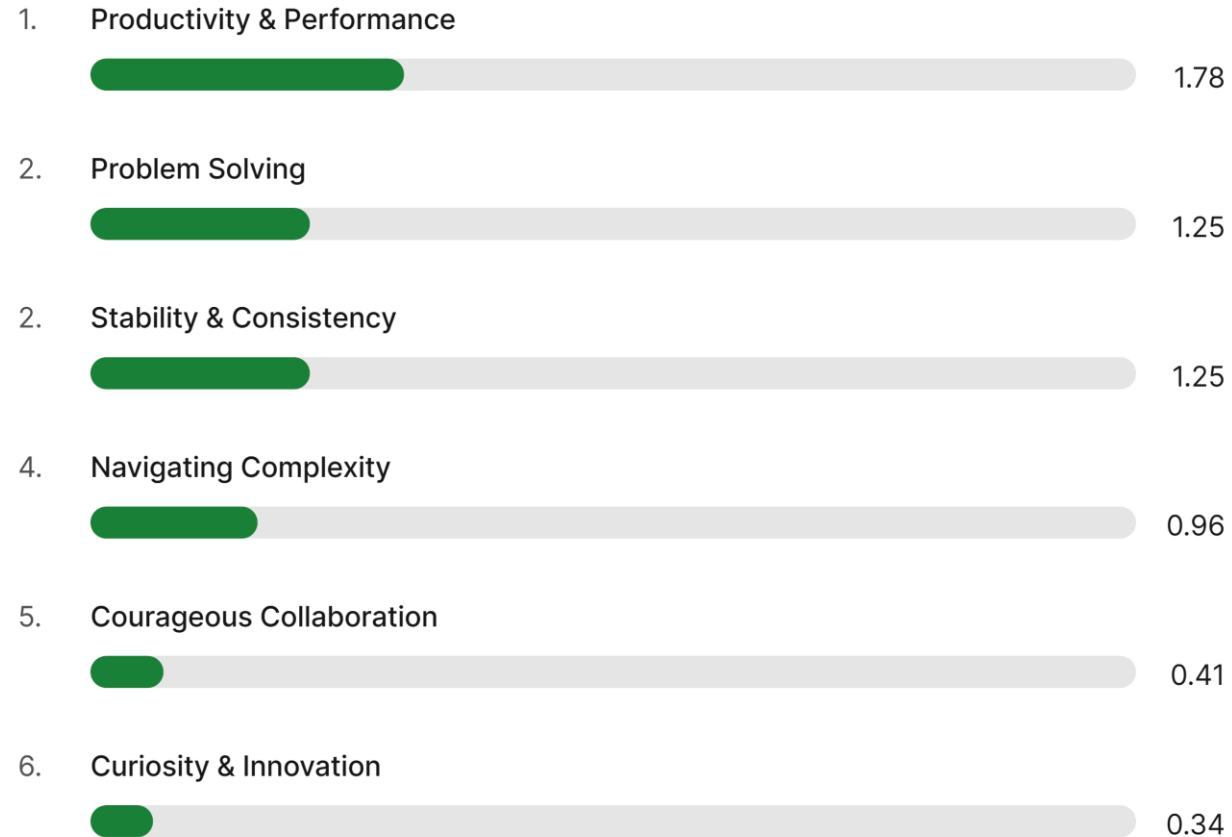 1. Productivity & Performance
1.78
2. Problem Solving
1.25
2. Stability & Consistency
1.25
4. Navigating Complexity
0.96
5. Courageous Collaboration
0.41
6. Curiosity & Innovation
0.34